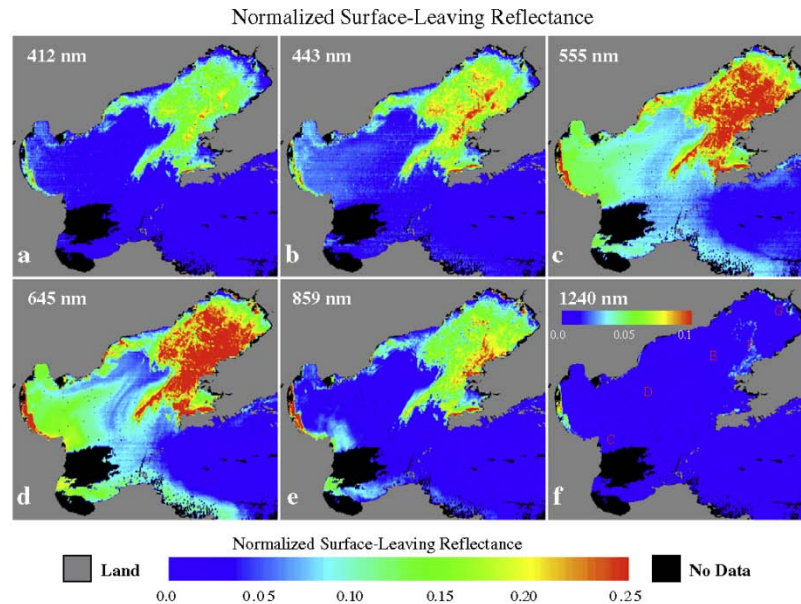 Normalized Surface-Leaving Reflectance
412 nm
443 nm
555 nm
a
b
c
645 nm
859 nm
1240 nm
0.0 0.05 0.1
G
E
D
C
d
e
f
Normalized Surface-Leaving Reflectance
Land
No Data
0.0 0.05 0.10 0.15 0.20 0.25